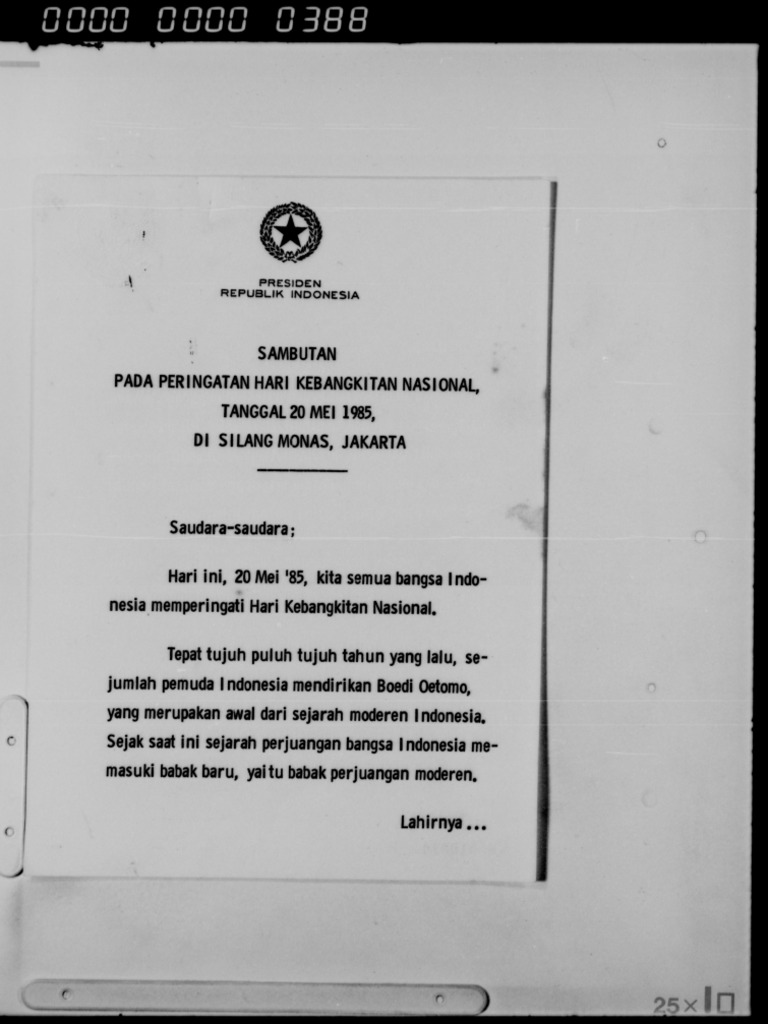 0000 0000 0388
PRESIDEN
REPUBLIK INDONESIA
SAMBUTAN
PADA PERINGATAN HARI KEBANGKITAN NASIONAL,
TANGGAL 20 MEI 1985,
DI SILANG MONAS, JAKARTA
Saudara-saudara;
Hari ini, 20 Mei '85, kita semua bangsa Indo-
nesia memperingati Hari Kebangkitan Nasional.
Tepat tujuh puluh tujuh tahun yang lalu, se-
jumlah pemuda Indonesia mendirikan Boedi Oetomo,
yang merupakan awal dari sejarah moderen Indonesia.
Sejak saat ini sejarah perjuangan bangsa Indonesia me-
masuki babak baru, yaitu babak perjuangan moderen.
Lahirnya ...
25×